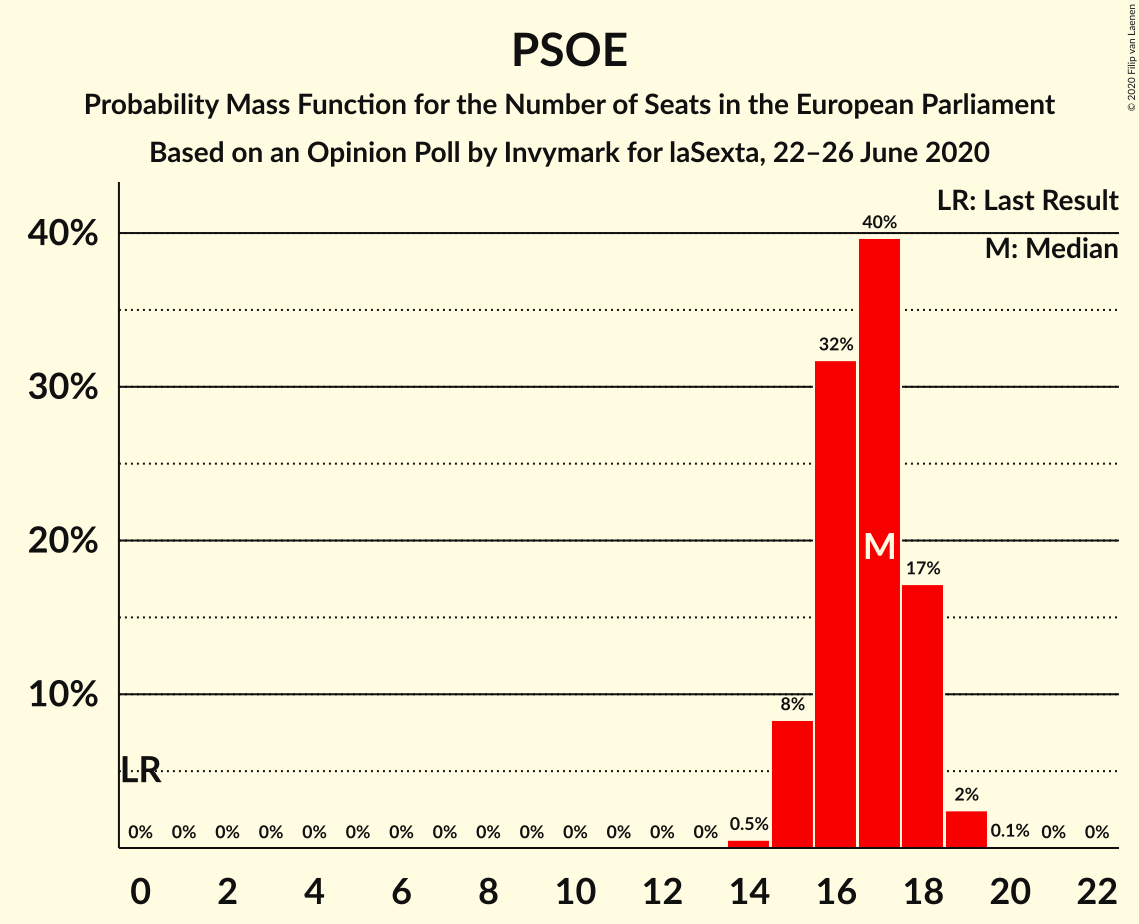 PSOE
Probability Mass Function for the Number of Seats in the European Parliament
Based on an Opinion Poll by Invymark for laSexta, 22–26 June 2020
© 2020 Filip van Laenen
LR: Last Result
M: Median
40%
30%
20%
10%
LR
0% 0% 0% 0% 0% 0% 0% 0% 0% 0% 0% 0% 0% 0% 0.5% 8% 32% 40% 17% 2% 0.1% 0% 0%
M
0 2 4 6 8 10 12 14 16 18 20 22